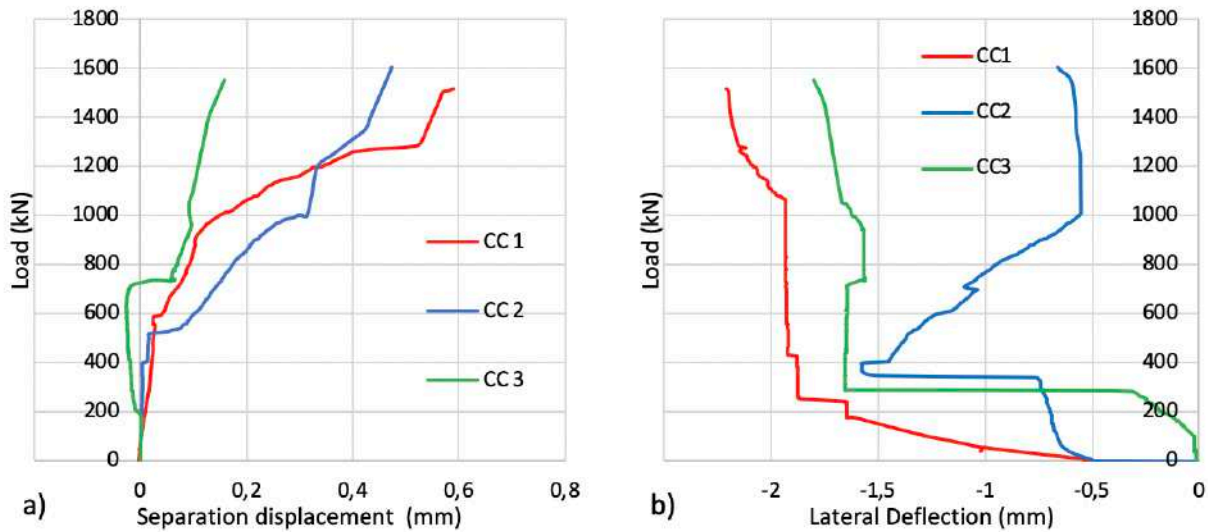 1800
1600
1400
1200
1000
800
600
400
200
0
Load (kN)
0
0,2
0,4
0,6
0,8
Separation displacement (mm)
a)
CC 1
CC 2
CC 3
1800
1600
1400
1200
1000
800
600
400
200
0
Load (kN)
-2
-1,5
-1
-0,5
0
Lateral Deflection (mm)
b)
CC1
CC2
CC3